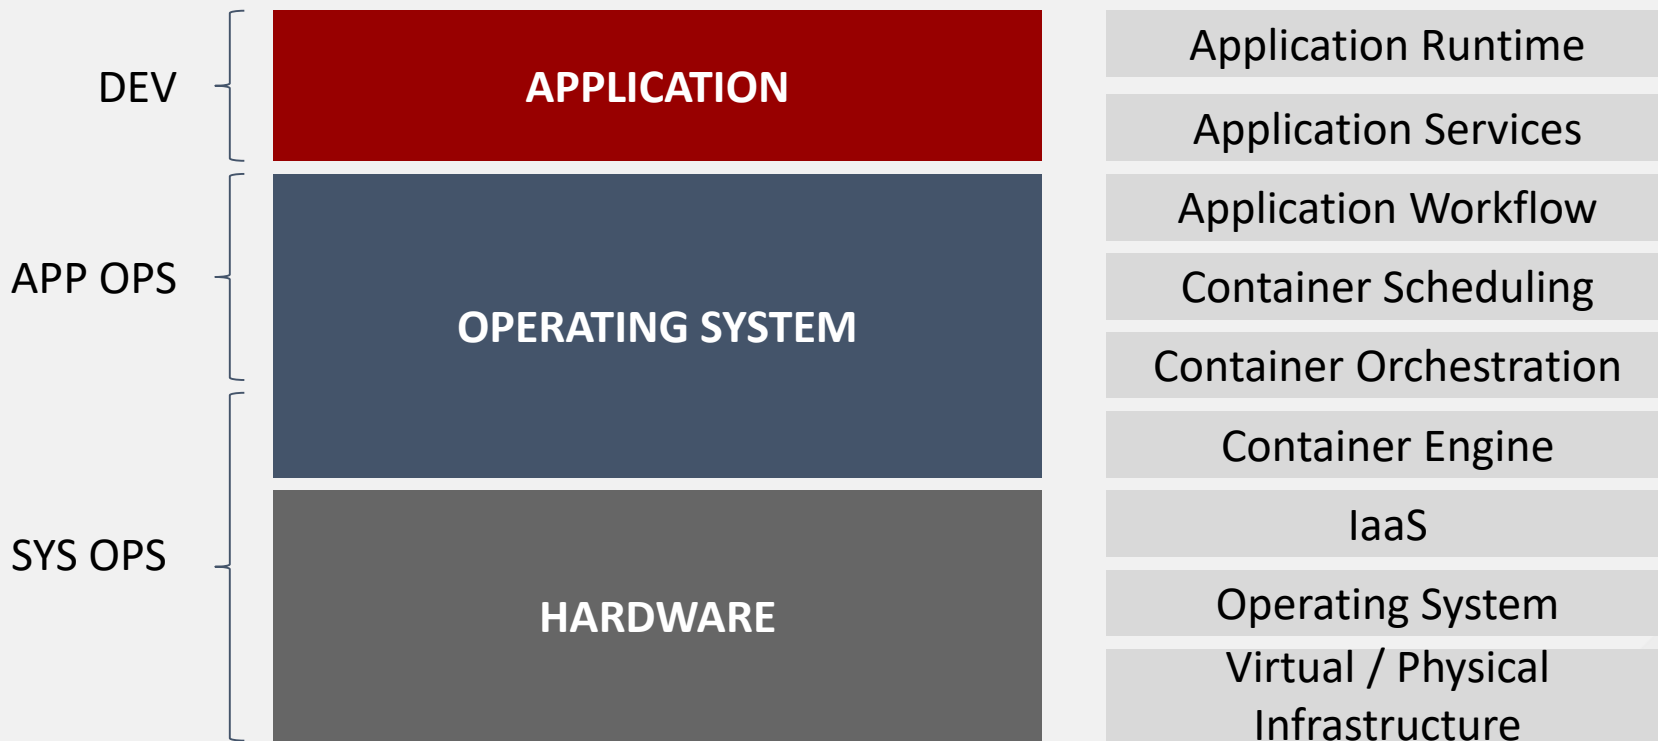 DEV
APP OPS
SYS OPS
APPLICATION
OPERATING SYSTEM
HARDWARE
Application Runtime
Application Services
Application Workflow
Container Scheduling
Container Orchestration
Container Engine
IaaS
Operating System
Virtual / Physical
Infrastructure